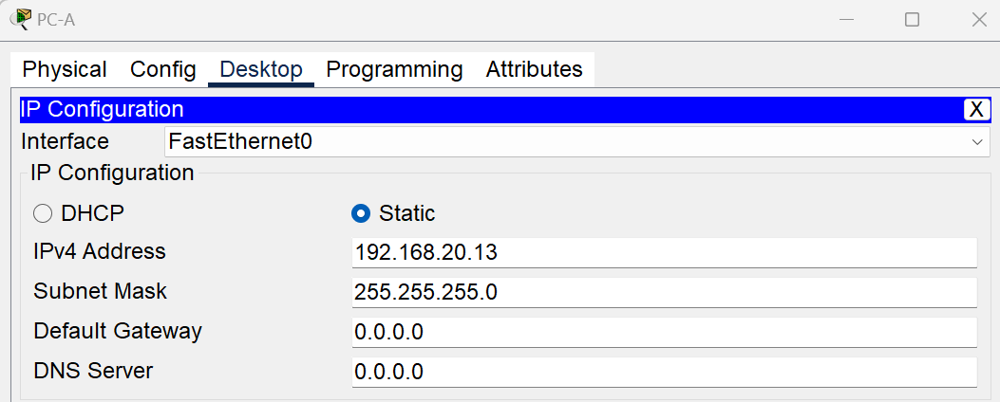 PC-A
Physical Config Desktop Programming Attributes
IP Configuration X
Interface FastEthernet0
IP Configuration
DHCP Static
IPv4 Address 192.168.20.13
Subnet Mask 255.255.255.0
Default Gateway 0.0.0.0
DNS Server 0.0.0.0